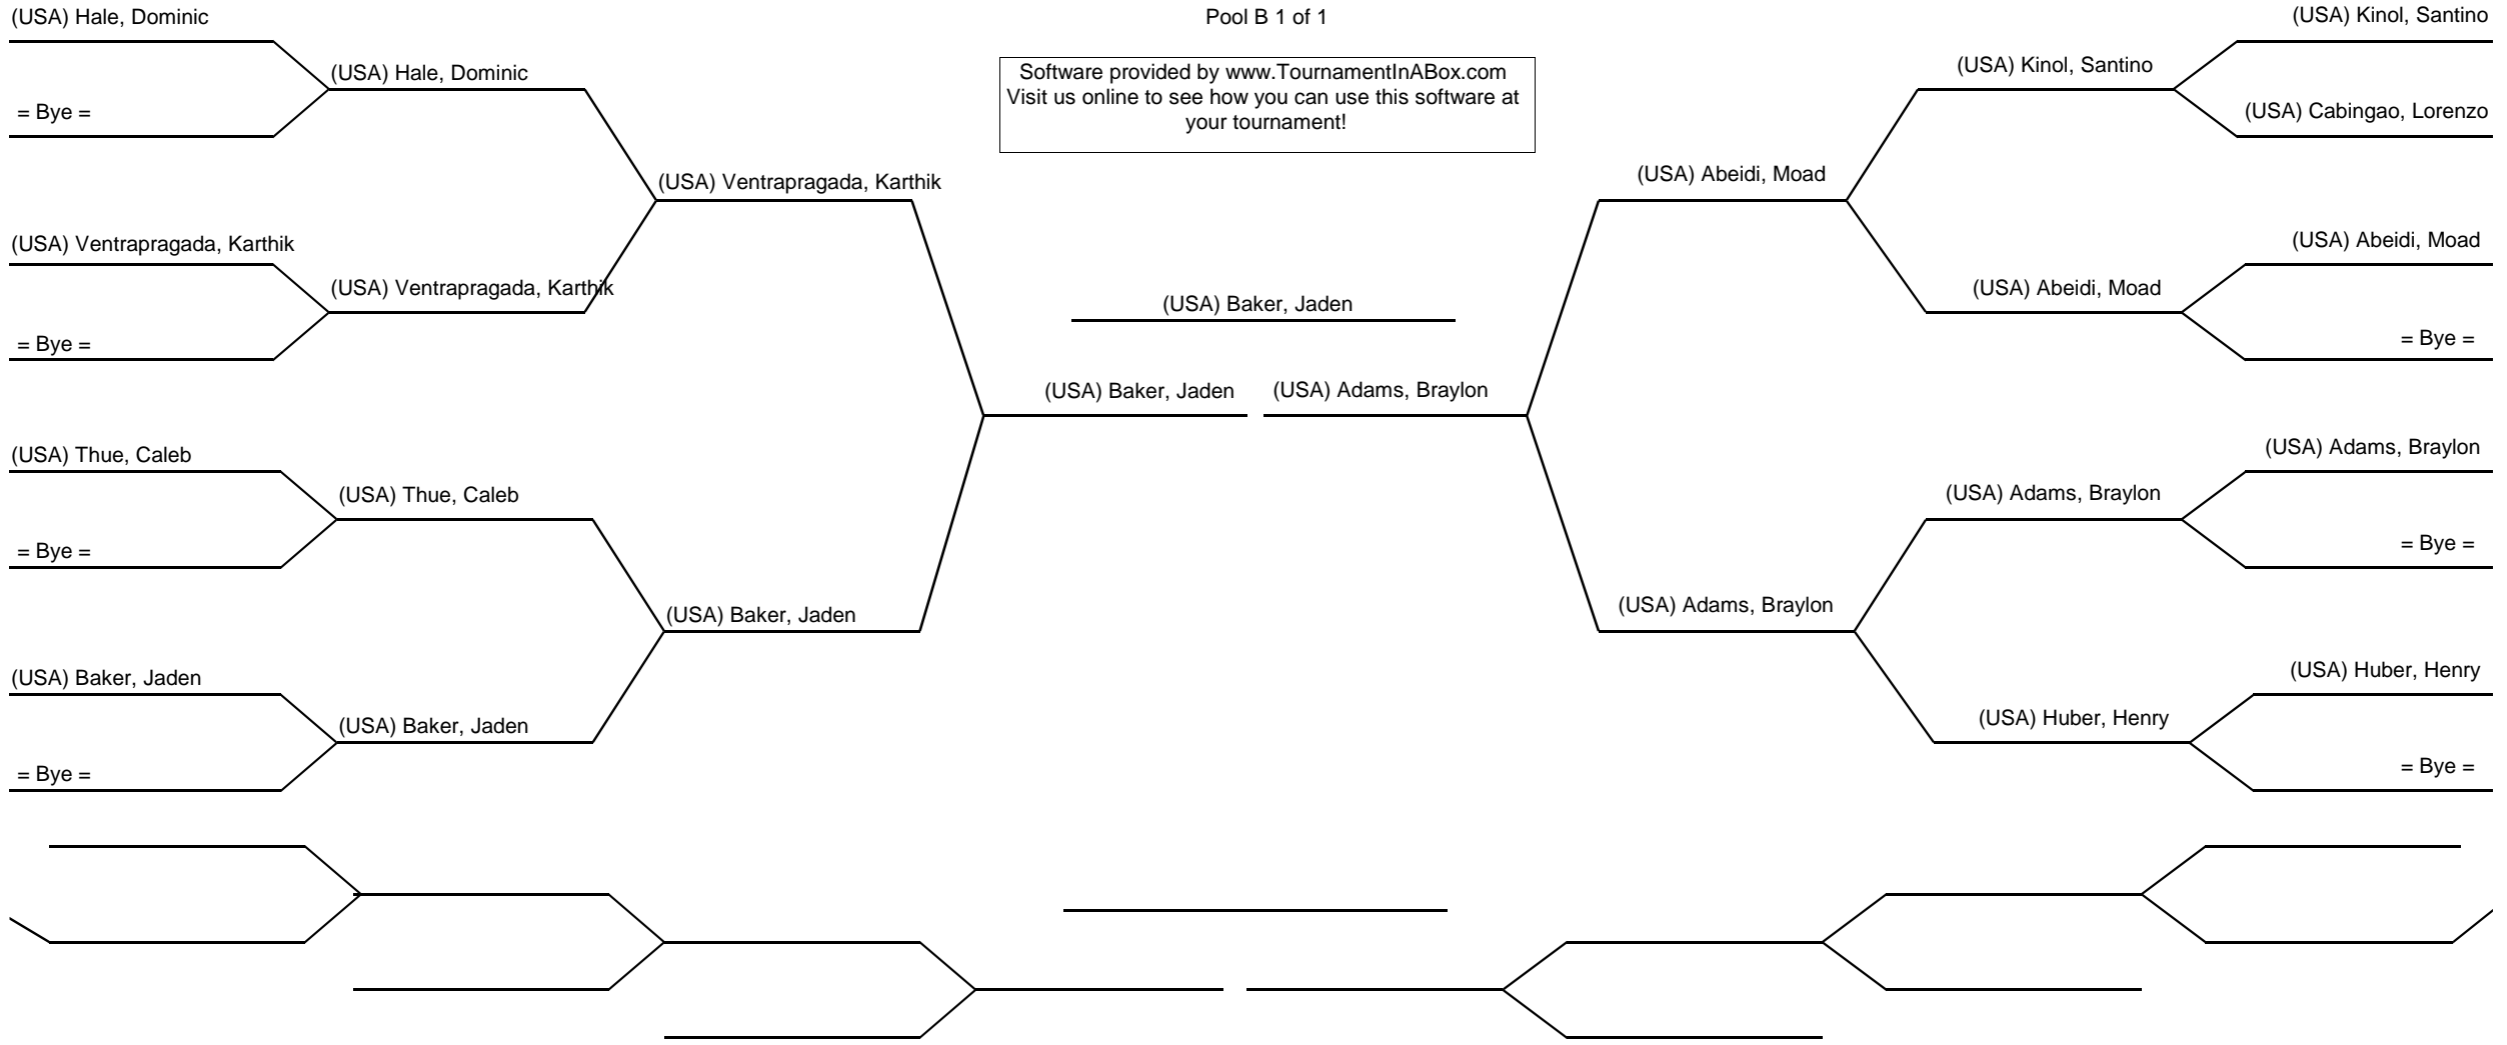 (USA) Hale, Dominic
= Bye =
(USA) Ventrapragada, Karthik
= Bye =
(USA) Thue, Caleb
= Bye =
(USA) Baker, Jaden
= Bye =
(USA) Hale, Dominic
(USA) Ventrapragada, Karthik
(USA) Thue, Caleb
(USA) Baker, Jaden
(USA) Ventrapragada, Karthik
(USA) Baker, Jaden
Pool B 1 of 1
Software provided by www.TournamentInABox.com
Visit us online to see how you can use this software at
your tournament!
(USA) Baker, Jaden
(USA) Baker, Jaden
(USA) Adams, Braylon
(USA) Abeidi, Moad
(USA) Adams, Braylon
(USA) Kinol, Santino
(USA) Abeidi, Moad
(USA) Adams, Braylon
(USA) Huber, Henry
(USA) Kinol, Santino
(USA) Cabingao, Lorenzo
(USA) Abeidi, Moad
= Bye =
(USA) Adams, Braylon
= Bye =
(USA) Huber, Henry
= Bye =